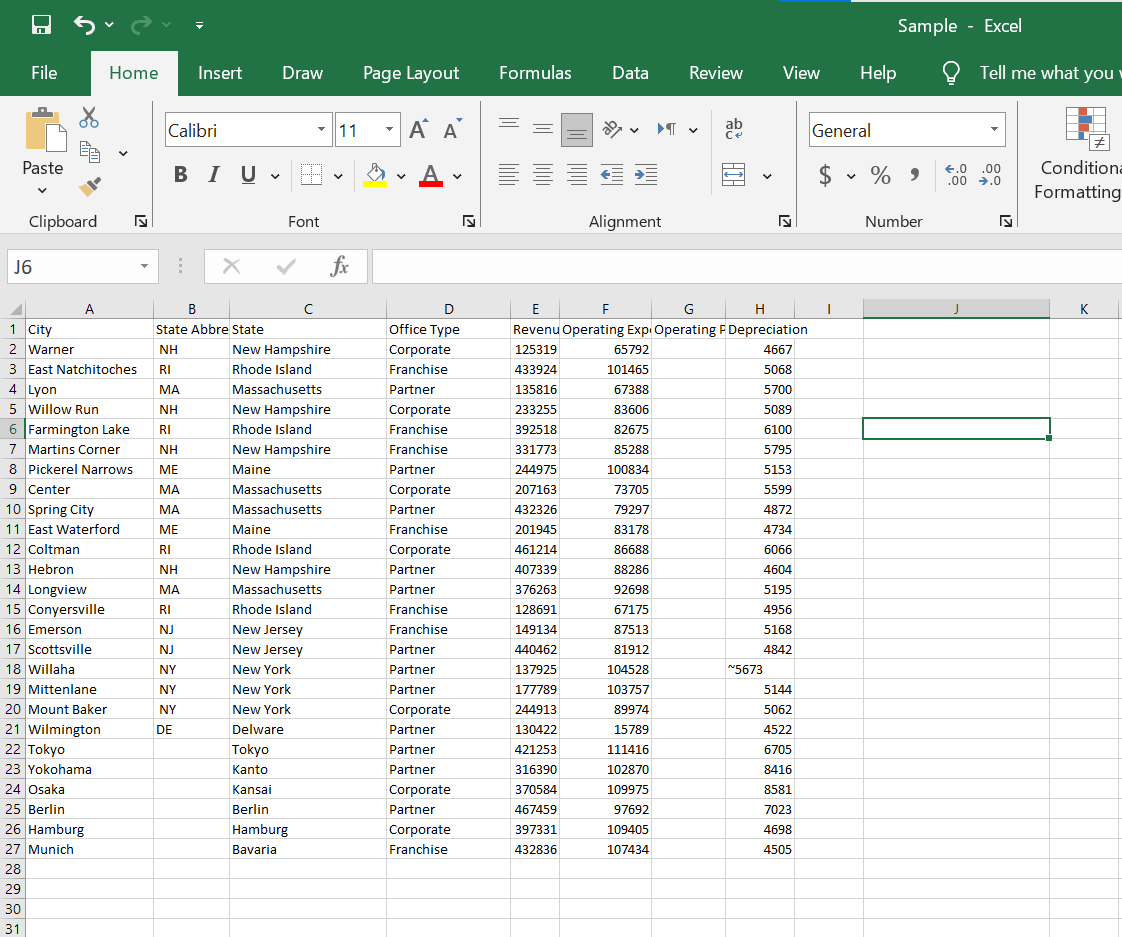 Sample - Excel
File Home Insert Draw Page Layout Formulas Data Review View Help Tell me what you
Calibri 11 A A ab c General
Paste B I U A $ % , .0 .00 .00 .0 Conditiona
Formatting
Clipboard Font Alignment Number
J6 fx
A B C D E F G H I J K
1 City State Abbre State Office Type Revenu Operating Expe Operating P Depreciation
2 Warner NH New Hampshire Corporate 125319 65792 4667
3 East Natchitoches RI Rhode Island Franchise 433924 101465 5068
4 Lyon MA Massachusetts Partner 135816 67388 5700
5 Willow Run NH New Hampshire Corporate 233255 83606 5089
6 Farmington Lake RI Rhode Island Franchise 392518 82675 6100
7 Martins Corner NH New Hampshire Franchise 331773 85288 5795
8 Pickerel Narrows ME Maine Partner 244975 100834 5153
9 Center MA Massachusetts Corporate 207163 73705 5599
10 Spring City MA Massachusetts Partner 432326 79297 4872
11 East Waterford ME Maine Franchise 201945 83178 4734
12 Coltman RI Rhode Island Corporate 461214 86688 6066
13 Hebron NH New Hampshire Partner 407339 88286 4604
14 Longview MA Massachusetts Partner 376263 92698 5195
15 Conyersville RI Rhode Island Franchise 128691 67175 4956
16 Emerson NJ New Jersey Franchise 149134 87513 5168
17 Scottsville NJ New Jersey Partner 440462 81912 4842
18 Willaha NY New York Partner 137925 104528 ~5673
19 Mittenlane NY New York Partner 177789 103757 5144
20 Mount Baker NY New York Corporate 244913 89974 5062
21 Wilmington DE Delware Partner 130422 15789 4522
22 Tokyo Tokyo Partner 421253 111416 6705
23 Yokohama Kanto Partner 316390 102870 8416
24 Osaka Kansai Corporate 370584 109975 8581
25 Berlin Berlin Partner 467459 97692 7023
26 Hamburg Hamburg Corporate 397331 109405 4698
27 Munich Bavaria Franchise 432836 107434 4505
28
29
30
31